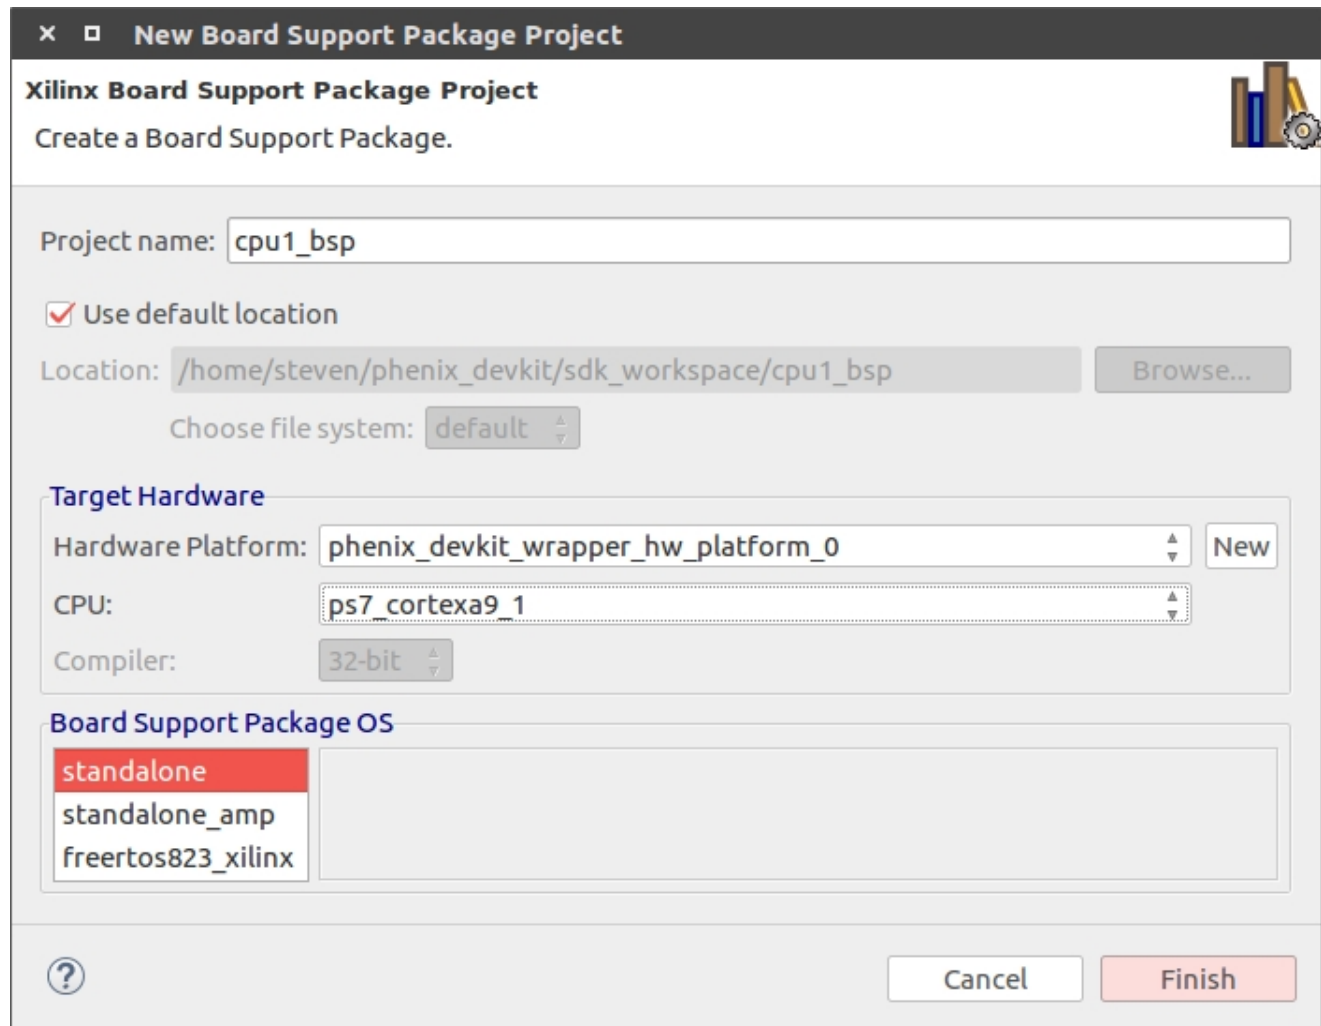 New Board Support Package Project
Xilinx Board Support Package Project
Create a Board Support Package.
Project name: cpu1_bsp
Use default location
Location: /home/steven/phenix_devkit/sdk_workspace/cpu1_bsp Browse...
Choose file system: default
Target Hardware
Hardware Platform: phenix_devkit_wrapper_hw_platform_0 New
CPU: ps7_cortexa9_1
Compiler: 32-bit
Board Support Package OS
standalone
standalone_amp
freertos823_xilinx
? Cancel Finish